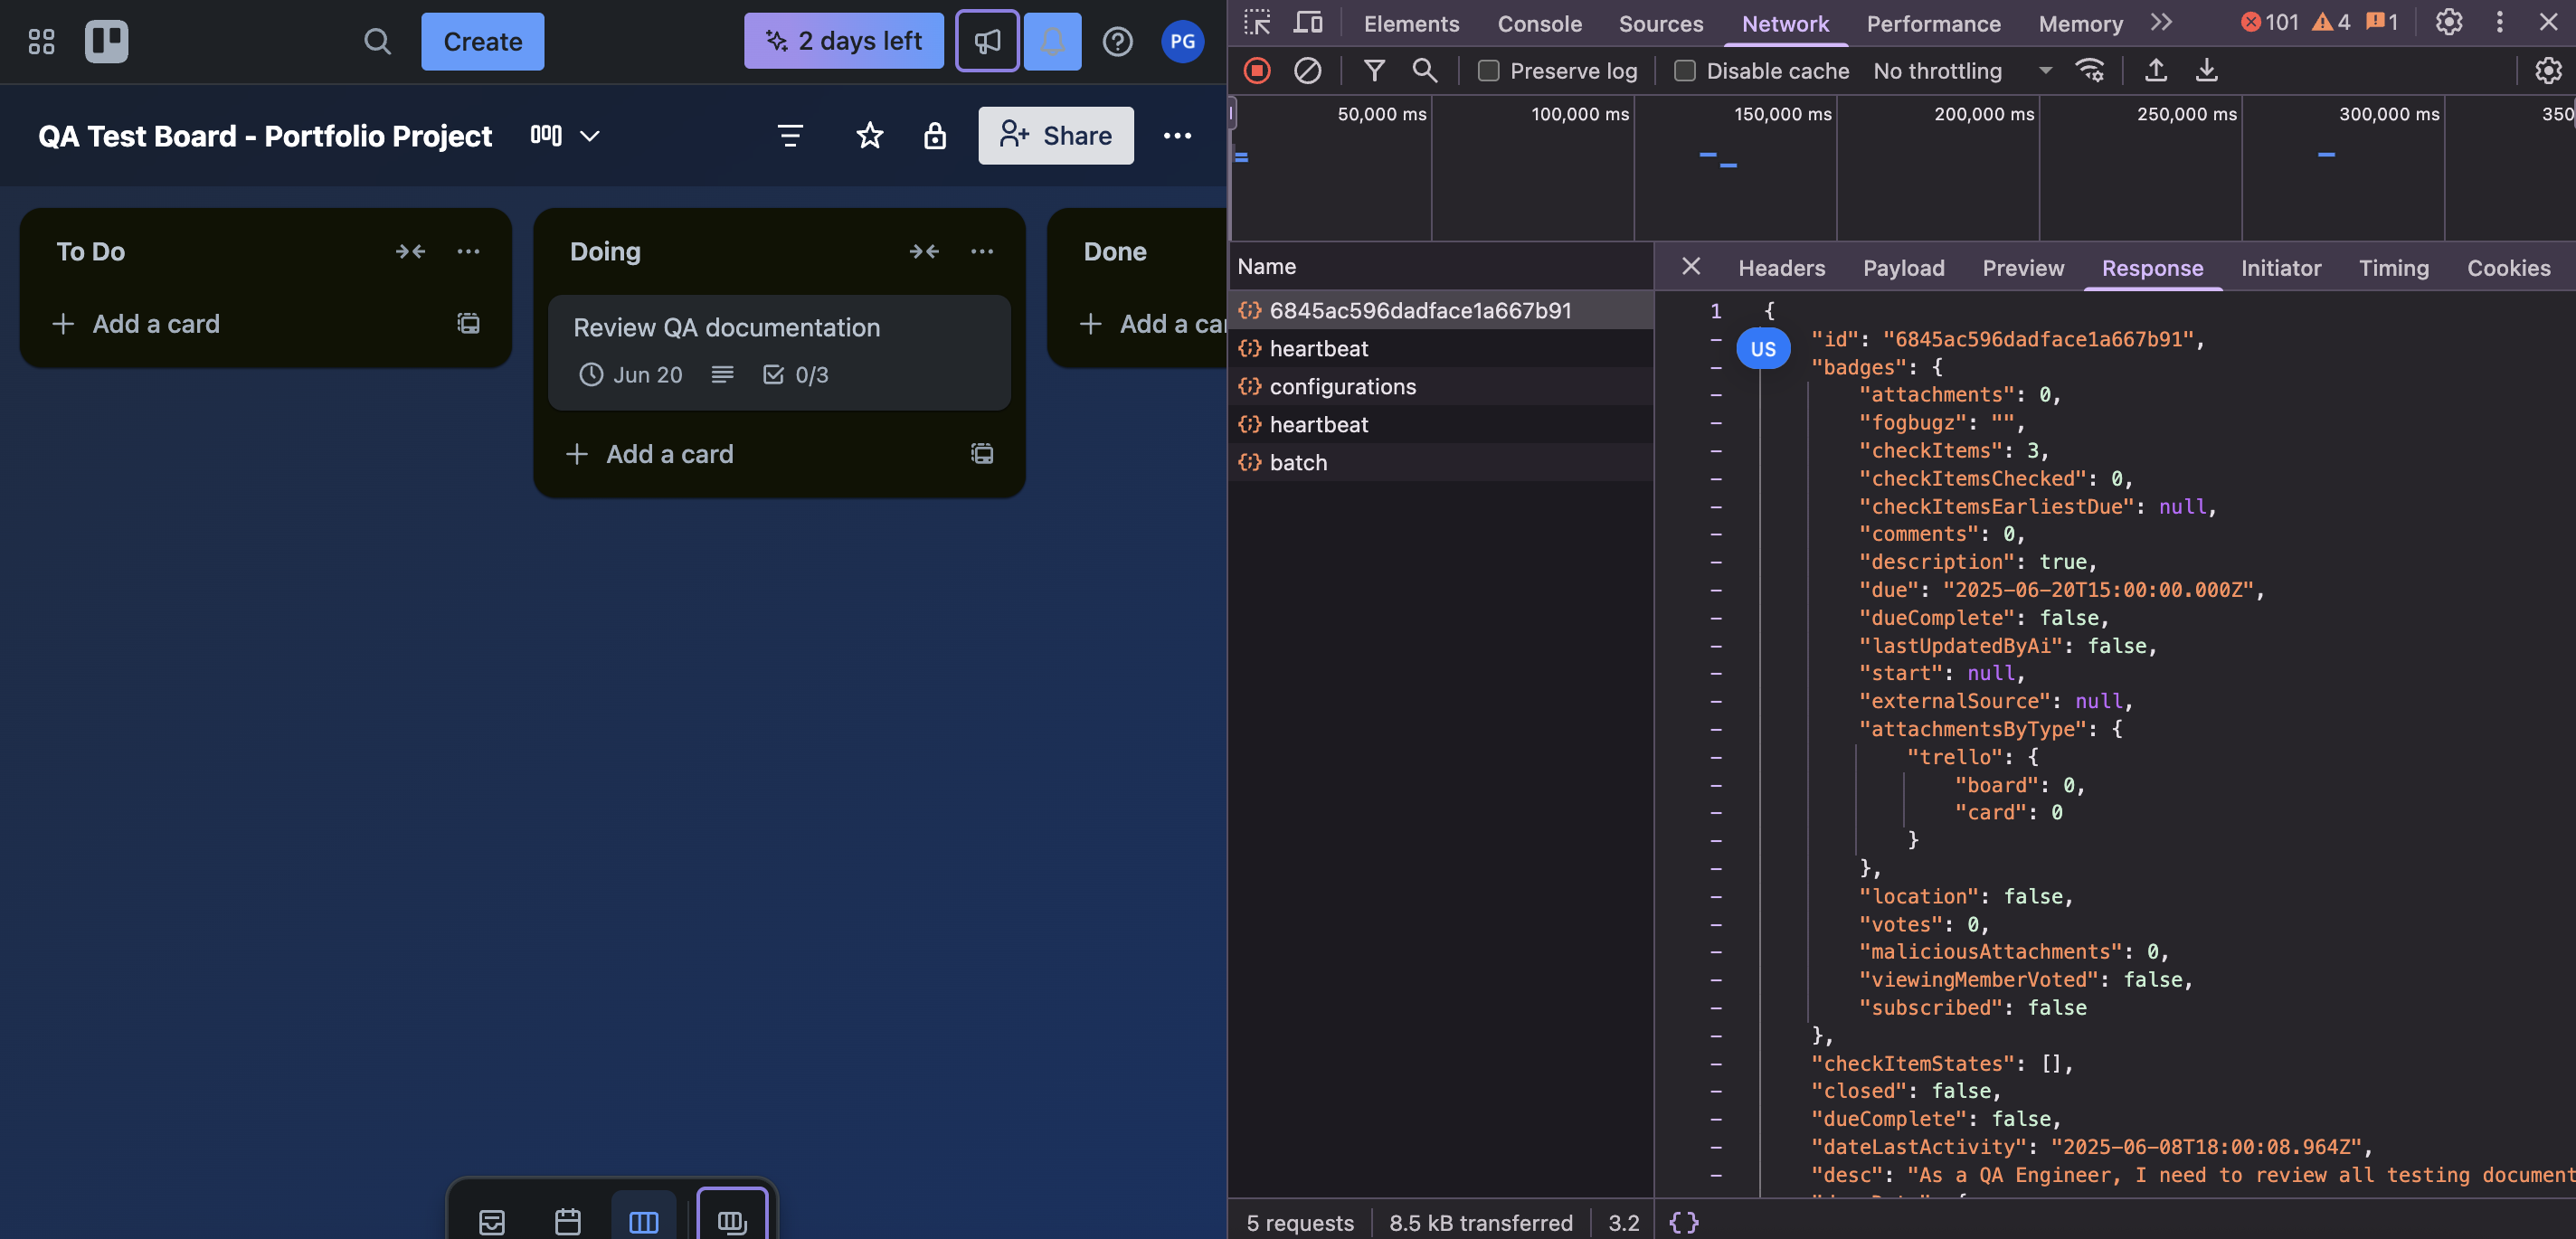 Create
2 days left
PG
QA Test Board - Portfolio Project
Share
To Do
Add a card
Doing
Review QA documentation
Jun 20
0/3
Add a card
Done
Add a car
Elements Console Sources Network Performance Memory 101 4 1
Preserve log Disable cache No throttling
50,000 ms 100,000 ms 150,000 ms 200,000 ms 250,000 ms 300,000 ms 350
Name
6845ac596dadface1a667b91
heartbeat
configurations
heartbeat
batch
Headers Payload Preview Response Initiator Timing Cookies
US
1 {
- "id": "6845ac596dadface1a667b91",
- "badges": {
- "attachments": 0,
- "fogbugz": "",
- "checkItems": 3,
- "checkItemsChecked": 0,
- "checkItemsEarliestDue": null,
- "comments": 0,
- "description": true,
- "due": "2025-06-20T15:00:00.000Z",
- "dueComplete": false,
- "lastUpdatedByAi": false,
- "start": null,
- "externalSource": null,
- "attachmentsByType": {
- "trello": {
- "board": 0,
- "card": 0
- }
- },
- "location": false,
- "votes": 0,
- "maliciousAttachments": 0,
- "viewingMemberVoted": false,
- "subscribed": false
- },
- "checkItemStates": [],
- "closed": false,
- "dueComplete": false,
- "dateLastActivity": "2025-06-08T18:00:08.964Z",
- "desc": "As a QA Engineer, I need to review all testing document
5 requests 8.5 kB transferred 3.2 {}